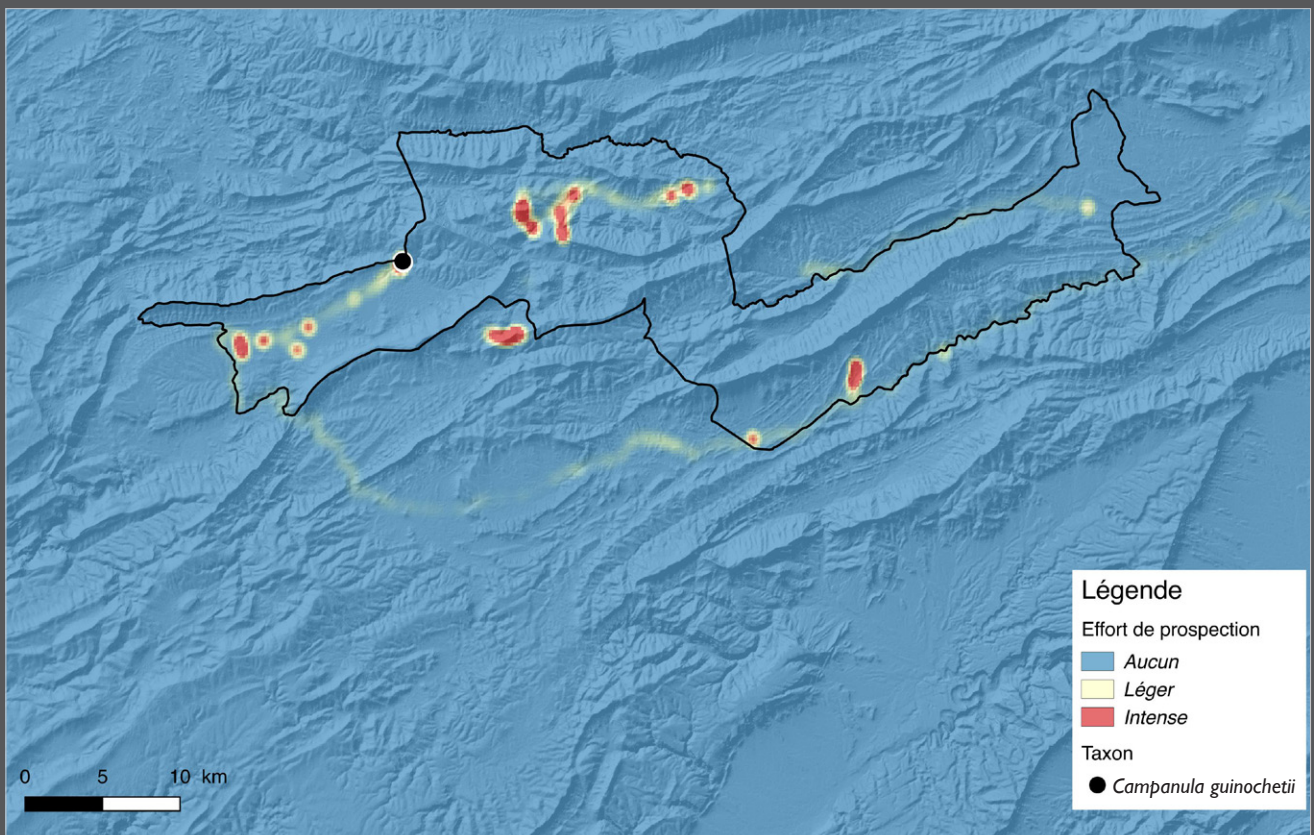 Légende
Effort de prospection
Aucun
Léger
Intense
Taxon
Campanula guinochetii
0 5 10 km